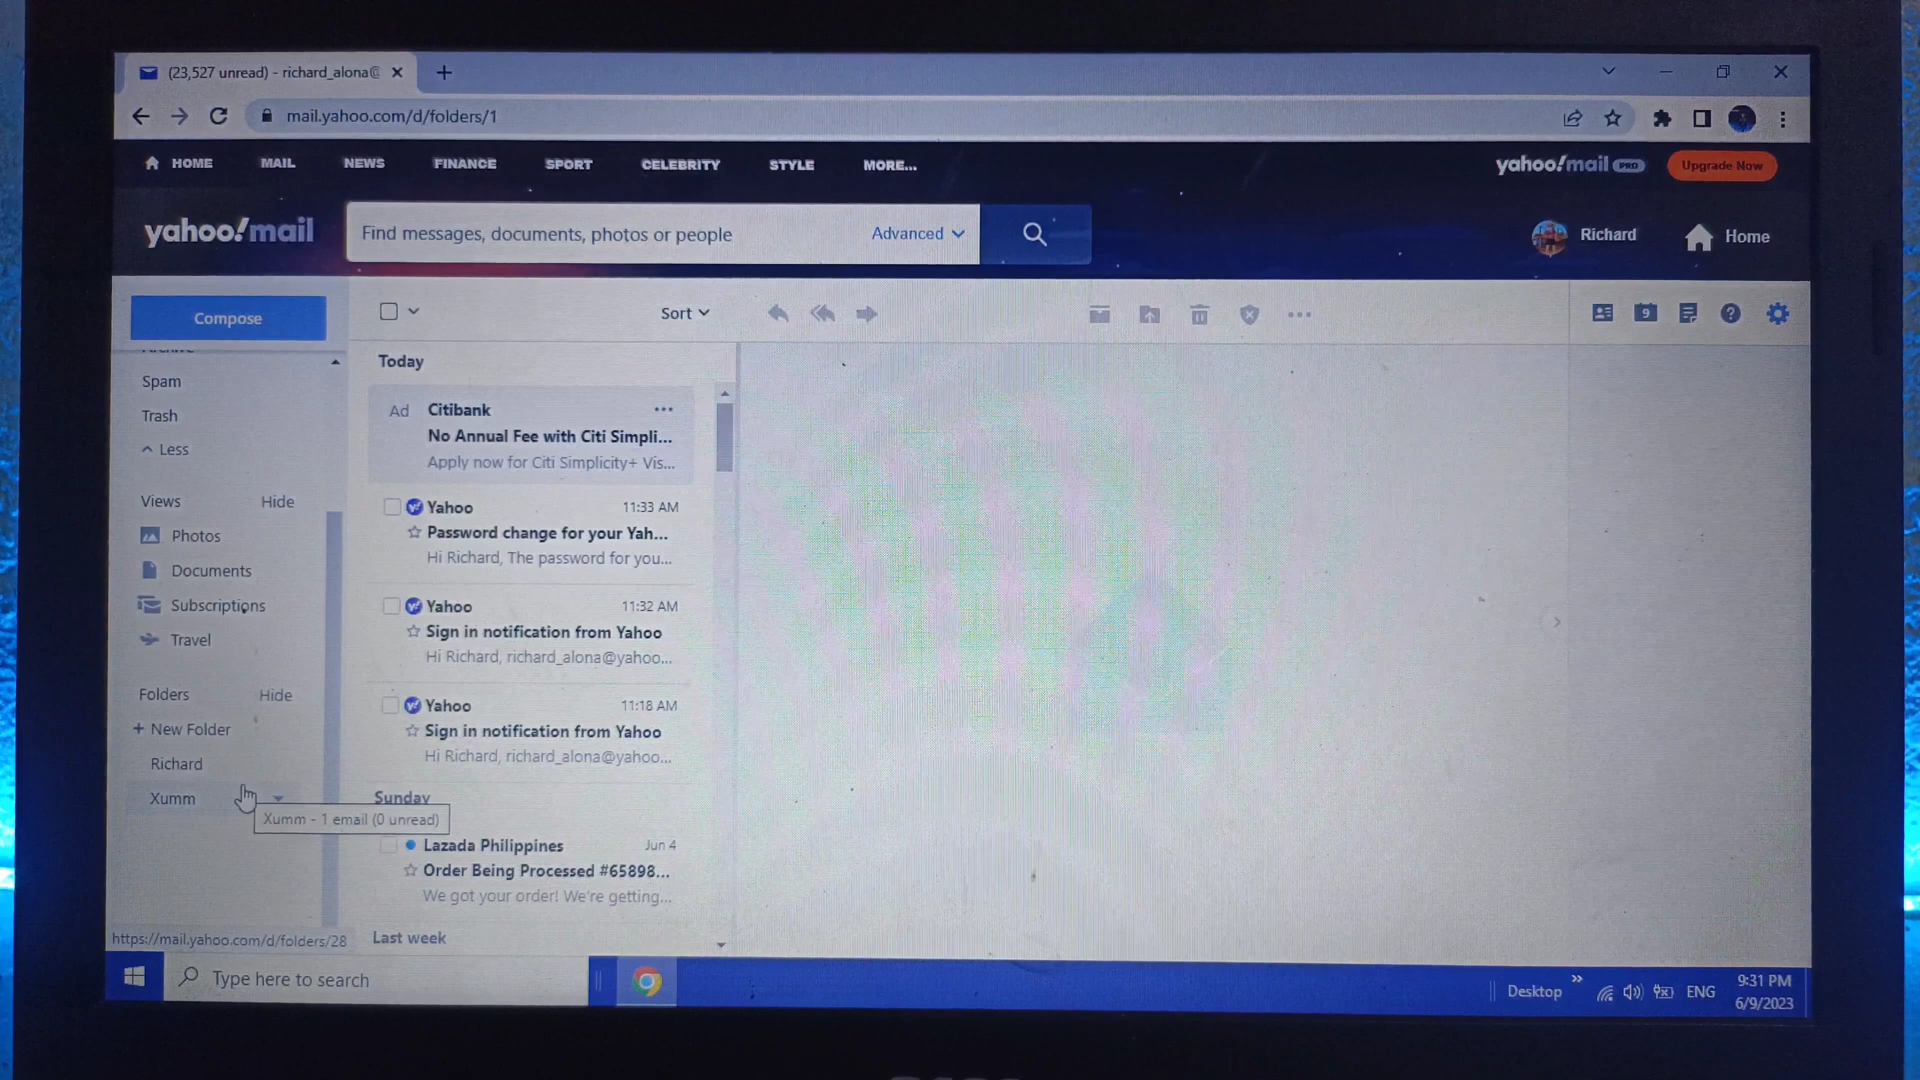 (23,527 unread) - richard_alona@
mail.yahoo.com/d/folders/1
HOME MAIL NEWS FINANCE SPORT CELEBRITY STYLE MORE... yahoo!mail PRO Upgrade Now
yahoo!mail Find messages, documents, photos or people Advanced Richard Home
Compose Sort 9
Spam
Trash
Less
Views Hide
Photos
Documents
Subscriptions
Travel
Folders Hide
+ New Folder
Richard
Xumm
Xumm - 1 email (0 unread)
Today
Ad Citibank
No Annual Fee with Citi Simpli...
Apply now for Citi Simplicity+ Vis...
Yahoo 11:33 AM
Password change for your Yah...
Hi Richard, The password for you...
Yahoo 11:32 AM
Sign in notification from Yahoo
Hi Richard, richard_alona@yahoo...
Yahoo 11:18 AM
Sign in notification from Yahoo
Hi Richard, richard_alona@yahoo...
Sunday
Lazada Philippines Jun 4
Order Being Processed #65898...
We got your order! We're getting...
Last week
https://mail.yahoo.com/d/folders/28
Type here to search
Desktop ENG 9:31 PM
6/9/2023